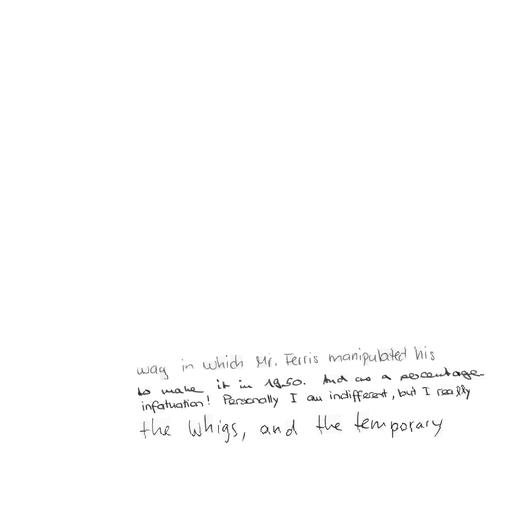 way in which Mr. Ferris manipulated his
to make it in 1950. And as a percentage
infatuation! Personally I am indifferent, but I really
the Whigs, and the temporary